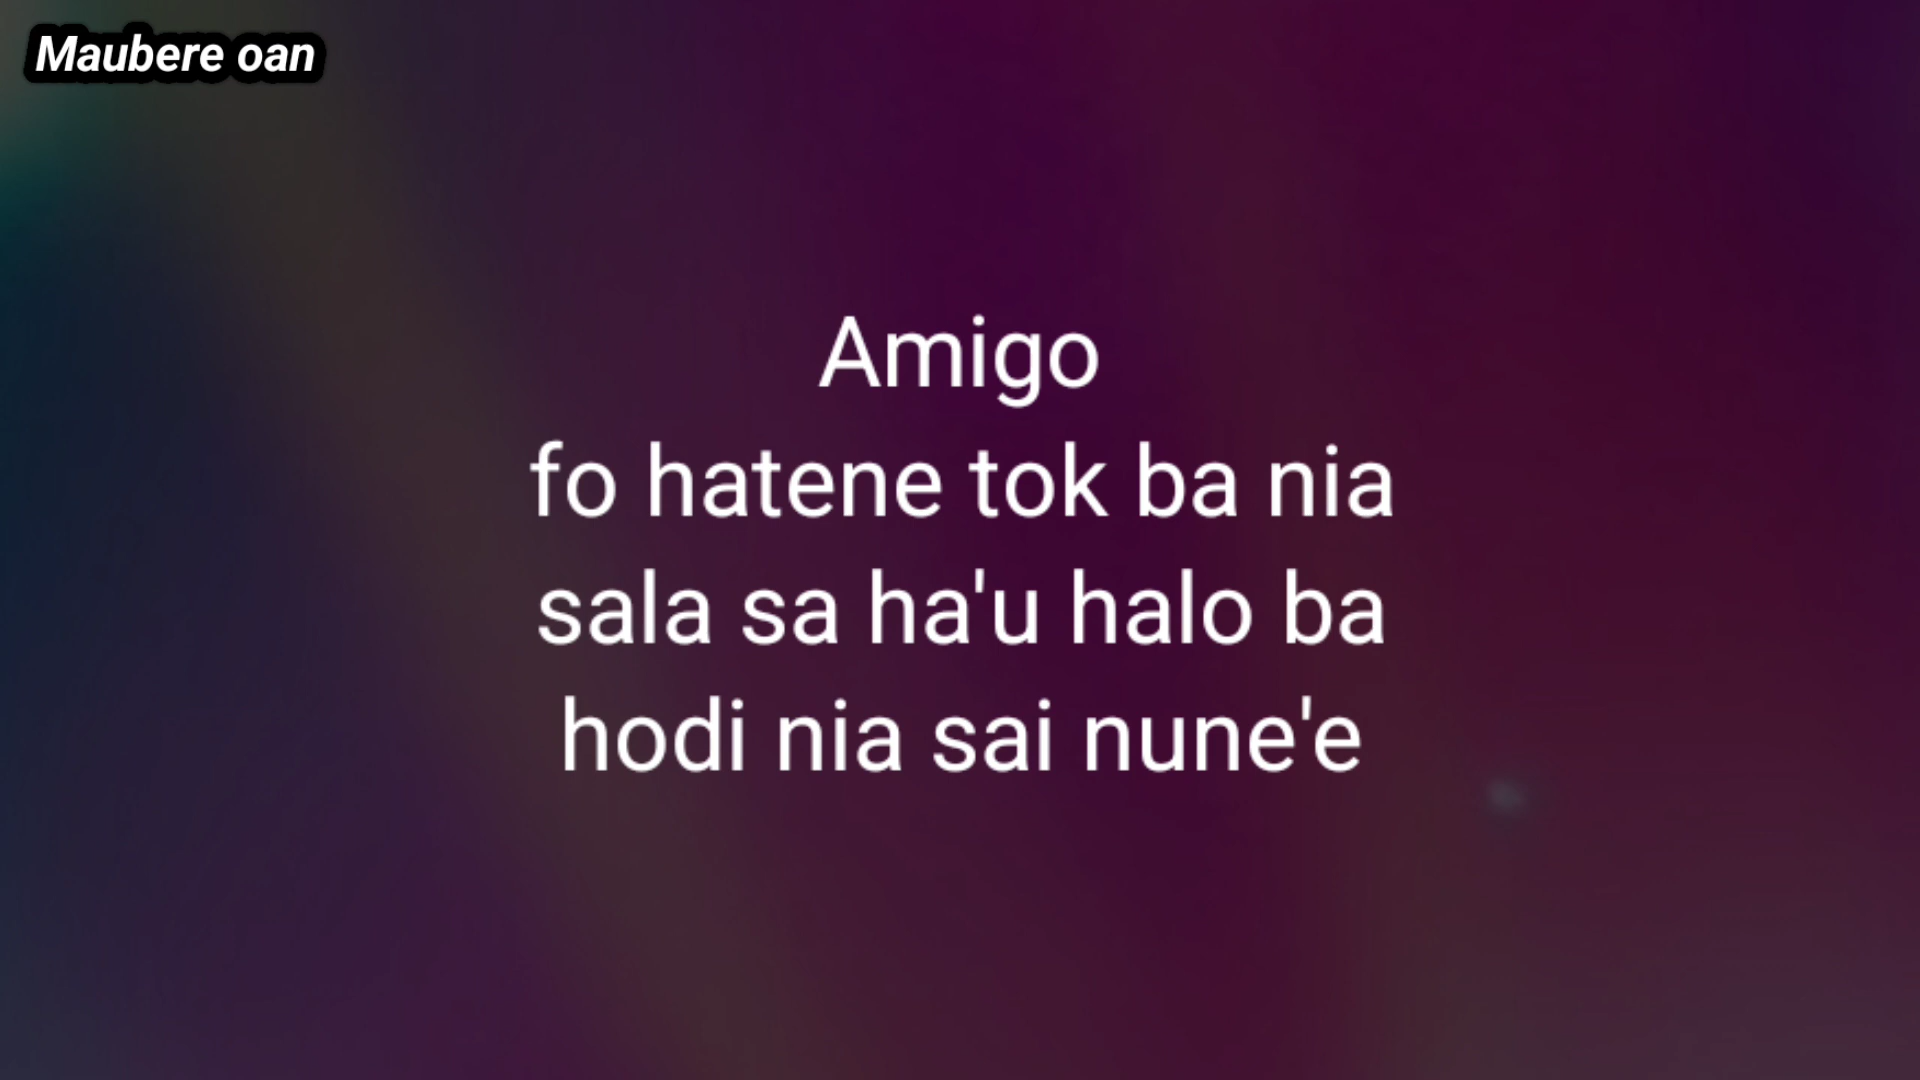 Maubere oan
Amigo
fo hatene tok ba nia
sala sa ha'u halo ba
hodi nia sai nune'e